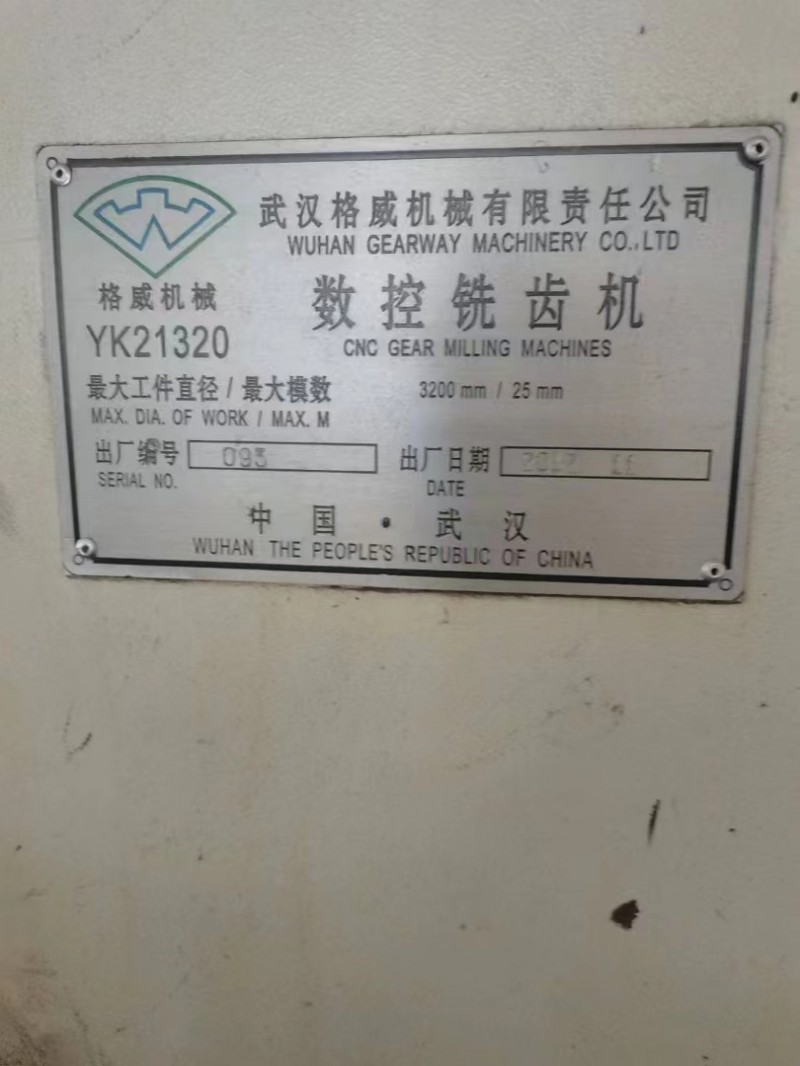 武汉格威机械有限责任公司
WUHAN GEARWAY MACHINERY CO.,LTD
格威机械
数控铣齿机
YK21320
CNC GEAR MILLING MACHINES
最大工件直径 / 最大模数 3200 mm / 25 mm
MAX. DIA. OF WORK / MAX. M
出厂编号 093 出厂日期
SERIAL NO. DATE
中国·武汉
WUHAN THE PEOPLE'S REPUBLIC OF CHINA